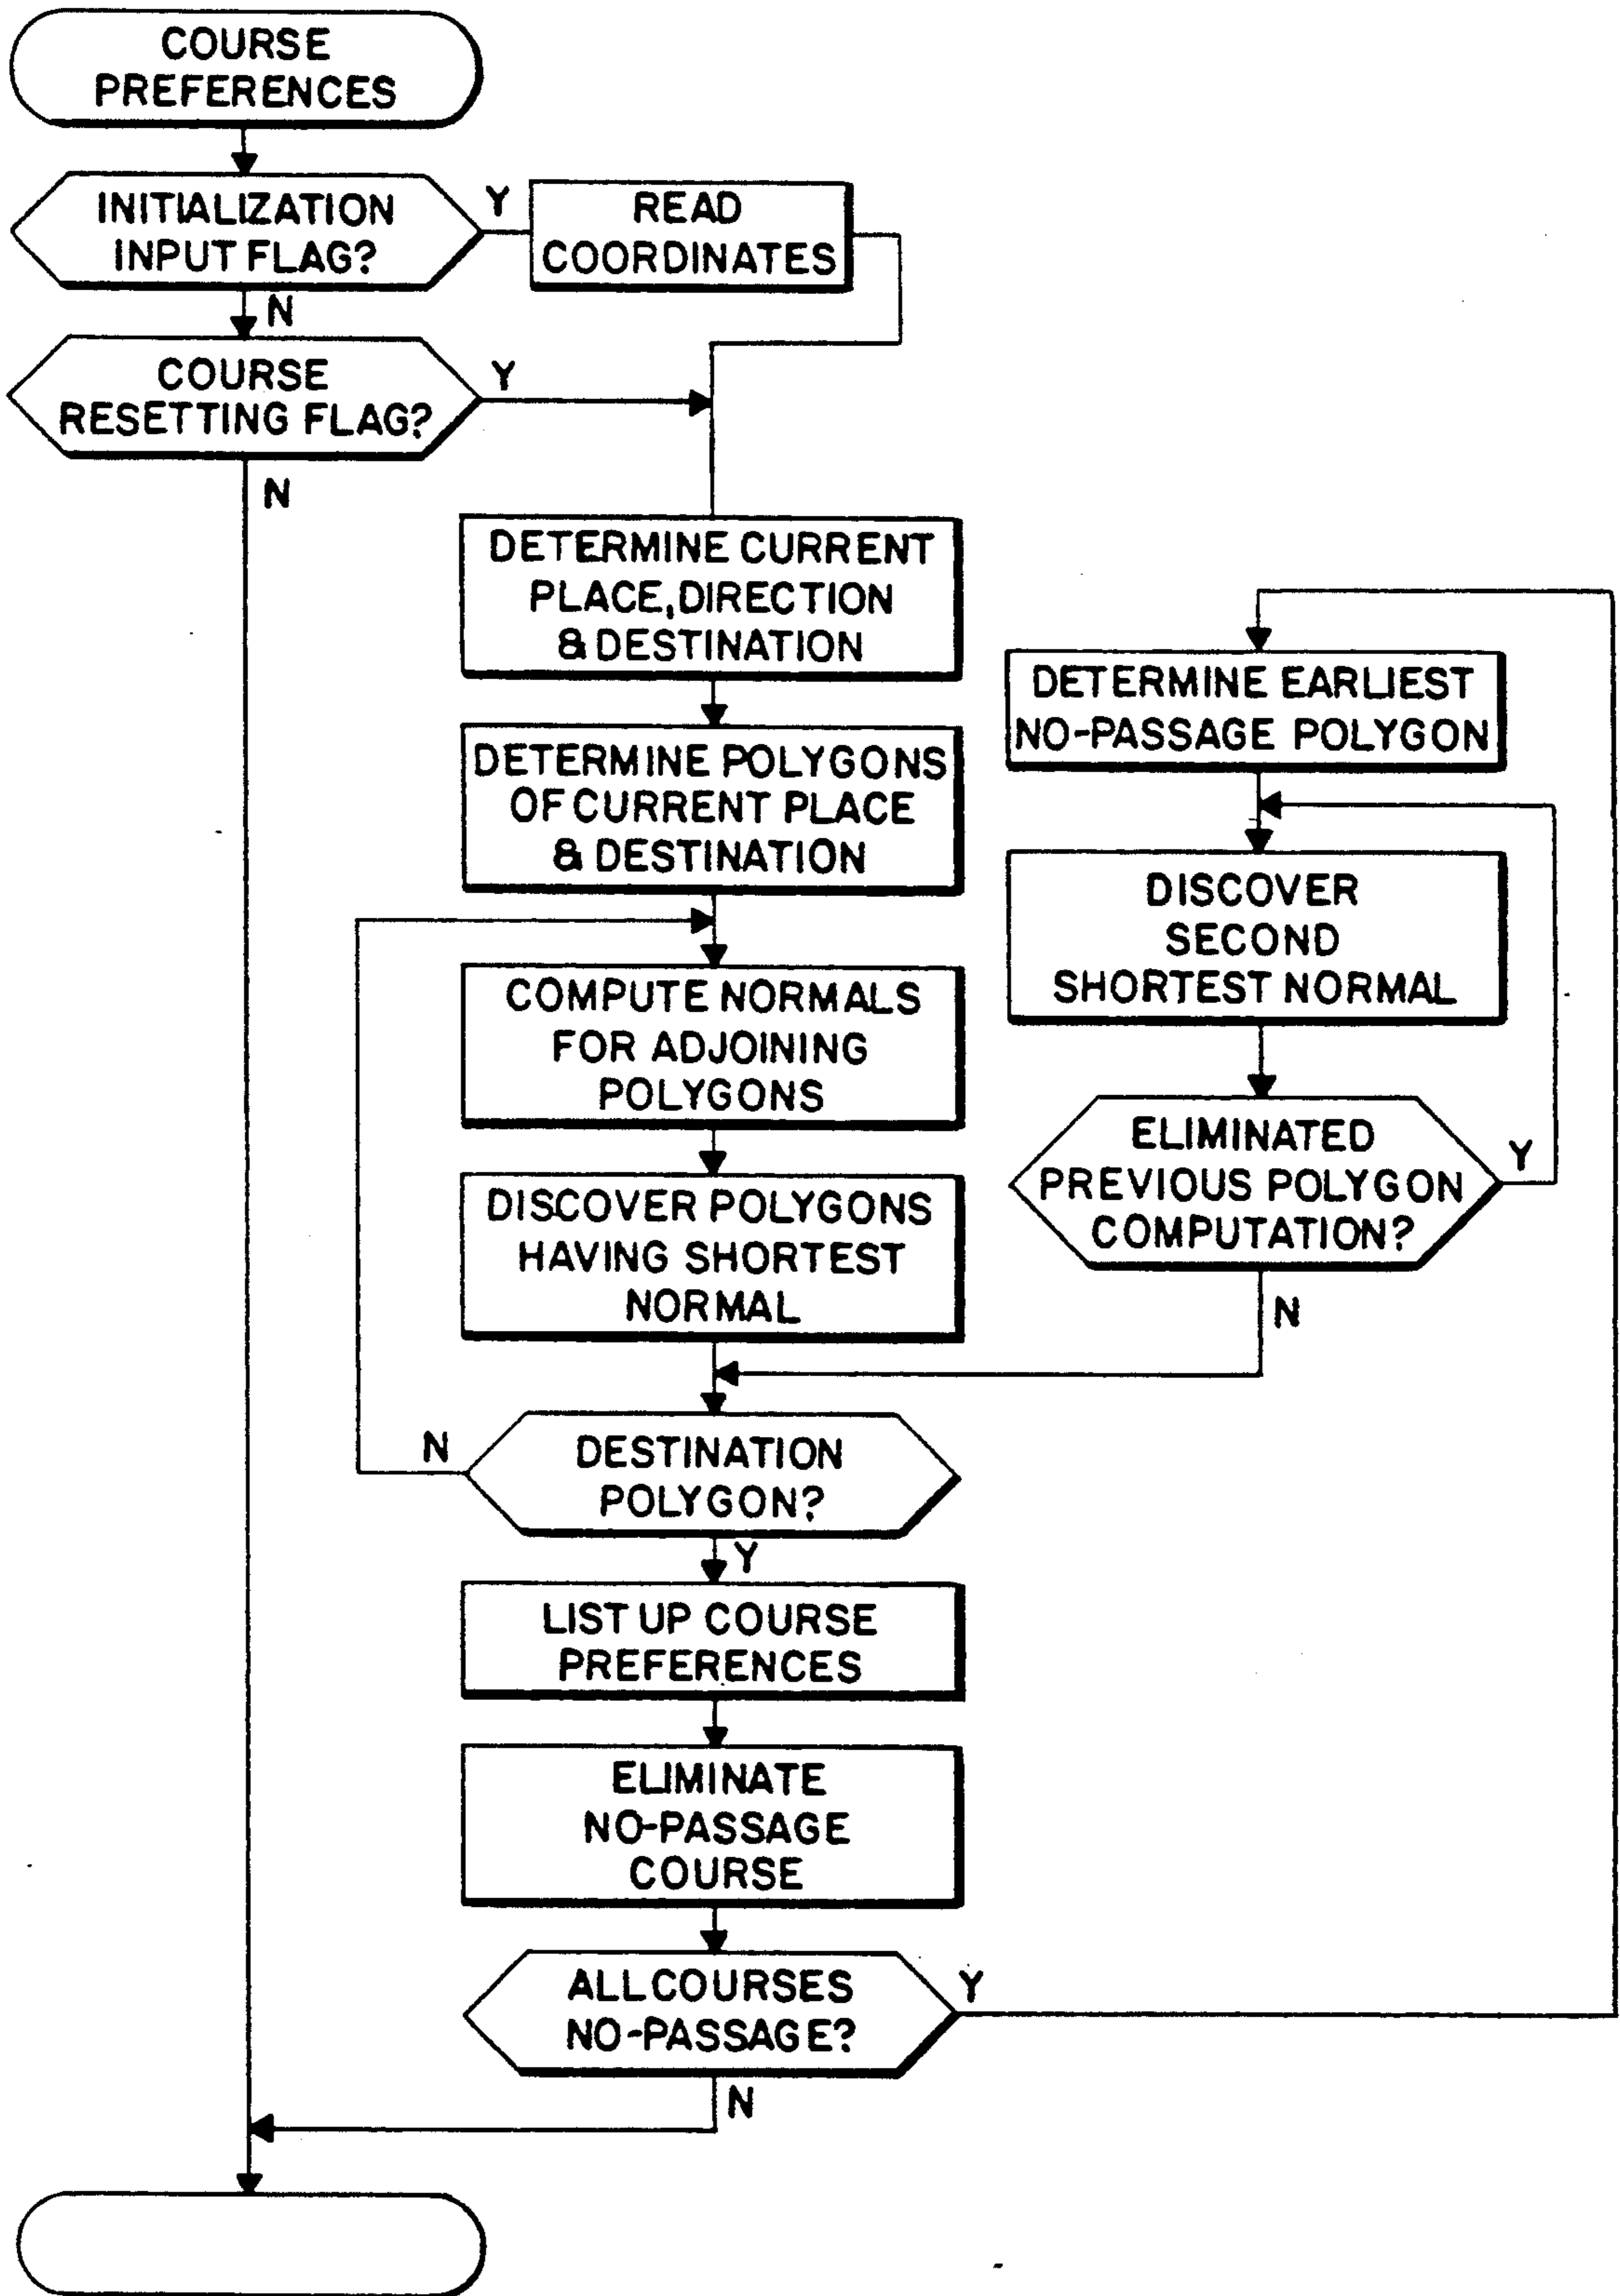 COURSE
PREFERENCES
INITIALIZATION
INPUT FLAG?
Y
READ
COORDINATES
N
COURSE
RESETTING FLAG?
Y
N
DETERMINE CURRENT
PLACE, DIRECTION
& DESTINATION
DETERMINE POLYGONS
OF CURRENT PLACE
& DESTINATION
COMPUTE NORMALS
FOR ADJOINING
POLYGONS
DISCOVER POLYGONS
HAVING SHORTEST
NORMAL
DETERMINE EARLIEST
NO-PASSAGE POLYGON
DISCOVER
SECOND
SHORTEST NORMAL
ELIMINATED
PREVIOUS POLYGON
COMPUTATION?
Y
N
DESTINATION
POLYGON?
N
Y
LIST UP COURSE
PREFERENCES
ELIMINATE
NO-PASSAGE
COURSE
ALL COURSES
NO-PASSAGE?
Y
N